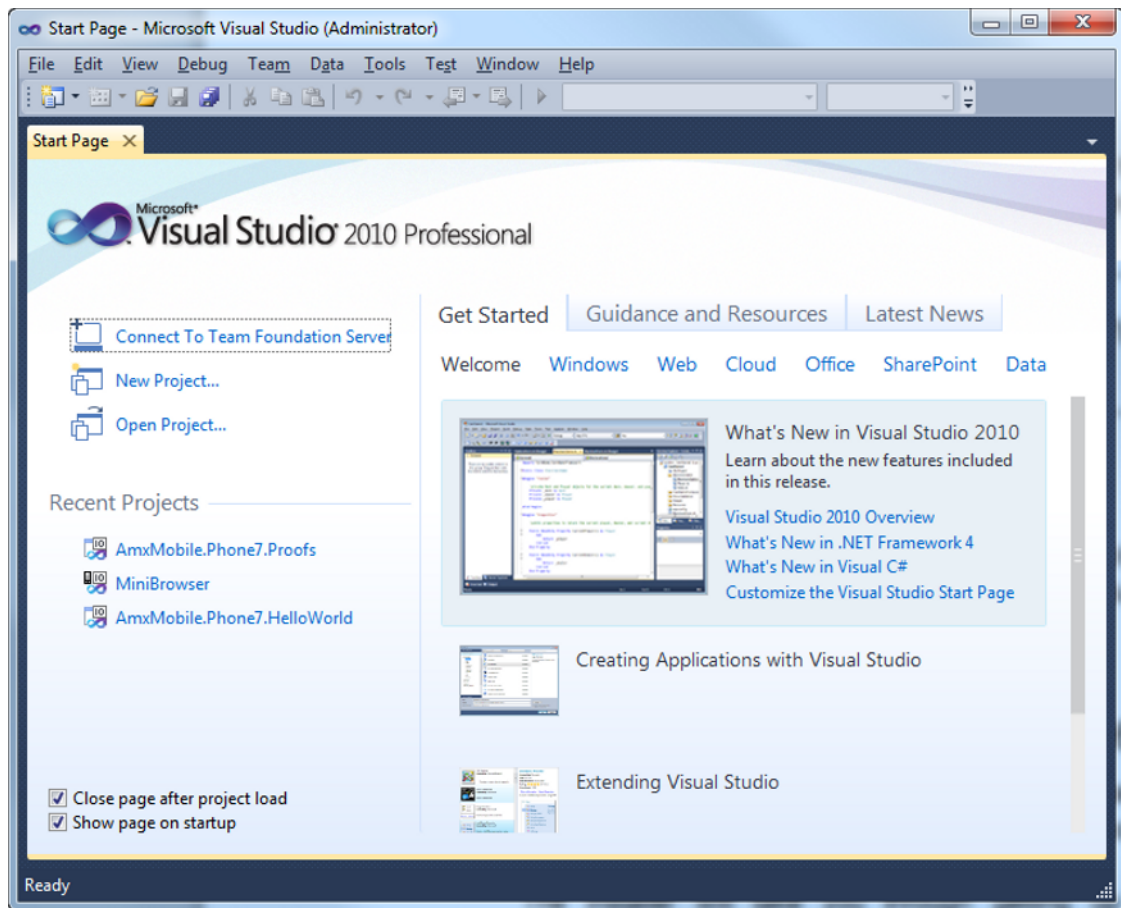 Start Page - Microsoft Visual Studio (Administrator)
File Edit View Debug Team Data Tools Test Window Help
Start Page
Microsoft®
Visual Studio® 2010 Professional
Connect To Team Foundation Server
New Project...
Open Project...
Recent Projects
AmxMobile.Phone7.Proofs
MiniBrowser
AmxMobile.Phone7.HelloWorld
Close page after project load
Show page on startup
Get Started Guidance and Resources Latest News
Welcome Windows Web Cloud Office SharePoint Data
What's New in Visual Studio 2010
Learn about the new features included
in this release.
Visual Studio 2010 Overview
What's New in .NET Framework 4
What's New in Visual C#
Customize the Visual Studio Start Page
Creating Applications with Visual Studio
Extending Visual Studio
Ready